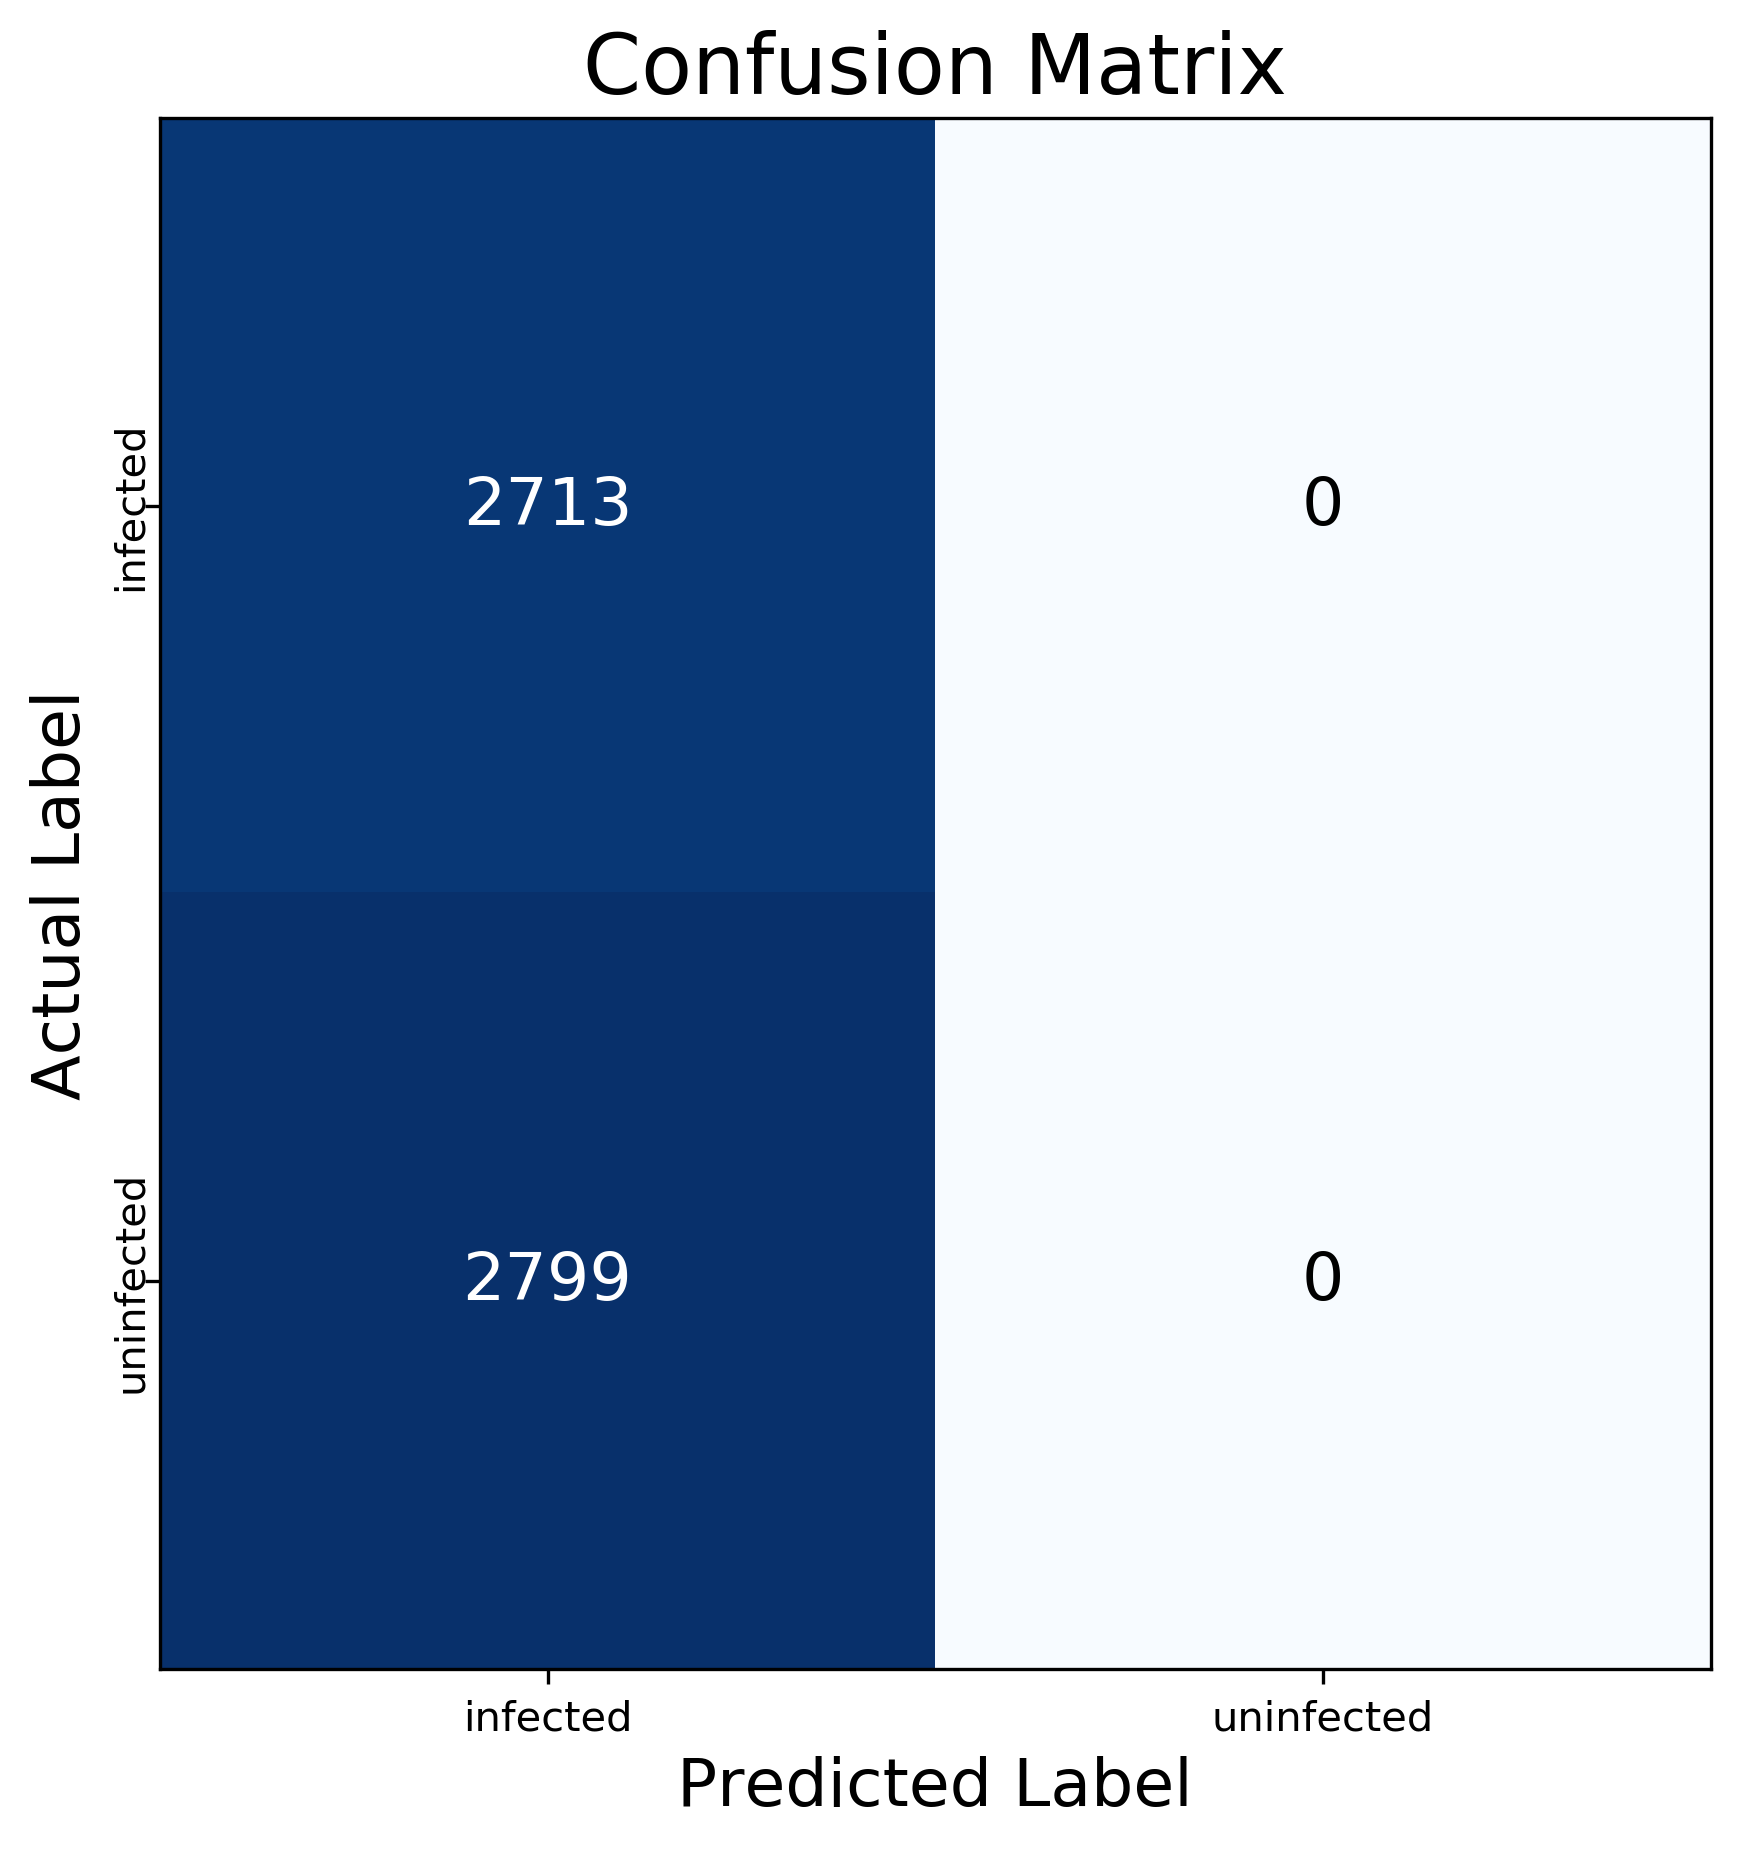 Confusion Matrix
Actual Label
infected
2713
0
uninfected
2799
0
infected
uninfected
Predicted Label